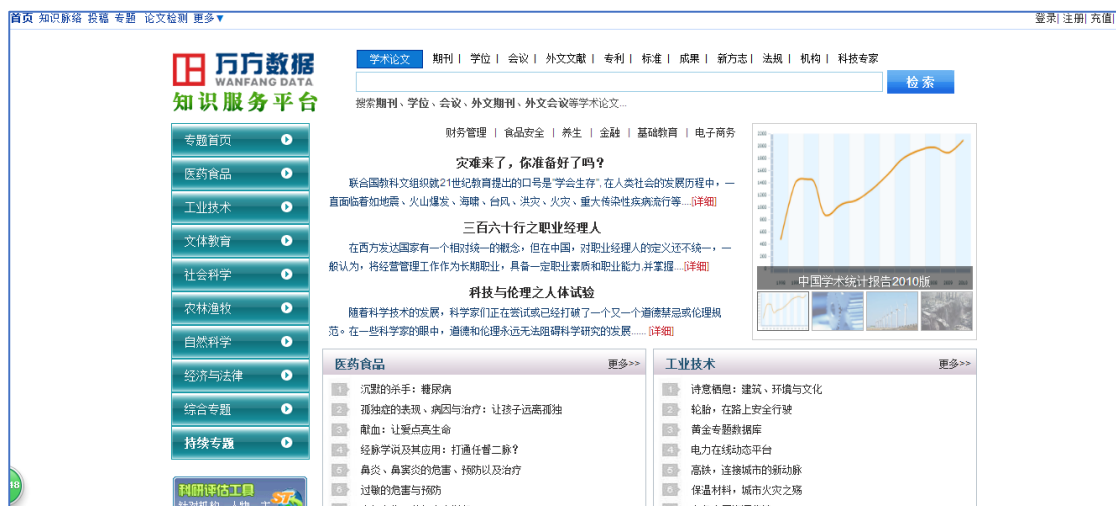 首页 知识脉络 投稿 专题 论文检测 更多▼
登录| 注册| 充值|
万方数据
WANFANG DATA
知识服务平台
学术论文 期刊 | 学位 | 会议 | 外文文献 | 专利 | 标准 | 成果 | 新方志 | 法规 | 机构 | 科技专家
检索
搜索期刊、学位、会议、外文期刊、外文会议等学术论文...
专题首页
医药食品
工业技术
文体教育
社会科学
农林渔牧
自然科学
经济与法律
综合专题
持续专题
科研评估工具
财务管理 | 食品安全 | 养生 | 金融 | 基础教育 | 电子商务
灾难来了，你准备好了吗？
联合国教科文组织就21世纪教育提出的口号是"学会生存", 在人类社会的发展历程中，一
直面临着如地震、火山爆发、海啸、台风、洪灾、火灾、重大传染性疾病流行等....[详细]
三百六十行之职业经理人
在西方发达国家有一个相对统一的概念，但在中国，对职业经理人的定义还不统一，一
般认为，将经营管理工作作为长期职业，具备一定职业素质和职业能力,并掌握....[详细]
科技与伦理之人体试验
随着科学技术的发展，科学家们正在尝试或已经打破了一个又一个道德禁忌或伦理规
范。在一些科学家的眼中，道德和伦理永远无法阻碍科学研究的发展...... [详细]
中国学术统计报告2010版
医药食品 更多>>
1 沉默的杀手：糖尿病
2 孤独症的表现、病因与治疗：让孩子远离孤独
3 献血：让爱点亮生命
4 经脉学说及其应用：打通任督二脉？
5 鼻炎、鼻窦炎的危害、预防以及治疗
6 过敏的危害与预防
工业技术 更多>>
1 诗意栖息：建筑、环境与文化
2 轮胎，在路上安全行驶
3 黄金专题数据库
4 电力在线动态平台
5 高铁，连接城市的新动脉
6 保温材料，城市火灾之殇